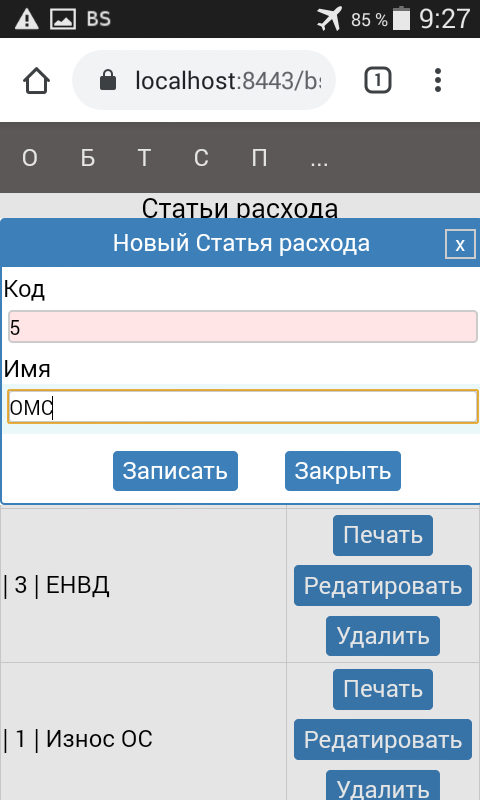 BS 85 % 9:27
localhost:8443/bs 1
О Б Т С П ...
Статьи расхода
Новый Статья расхода x
Код
5
Имя
ОМС
Записать Закрыть
Печать
| 3 | ЕНВД Редатировать
Удалить
Печать
| 1 | Износ ОС Редатировать
Удалить